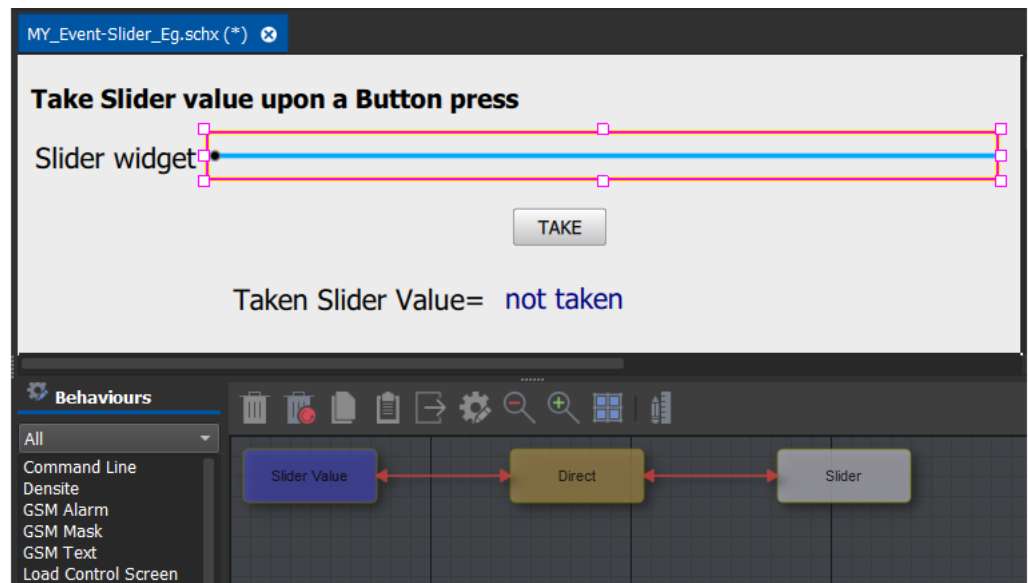 MY_Event-Slider_Eg.schx (*)
Take Slider value upon a Button press
Slider widget
TAKE
Taken Slider Value= not taken
Behaviours
All
Command Line
Densite
GSM Alarm
GSM Mask
GSM Text
Load Control Screen
Slider Value
Direct
Slider